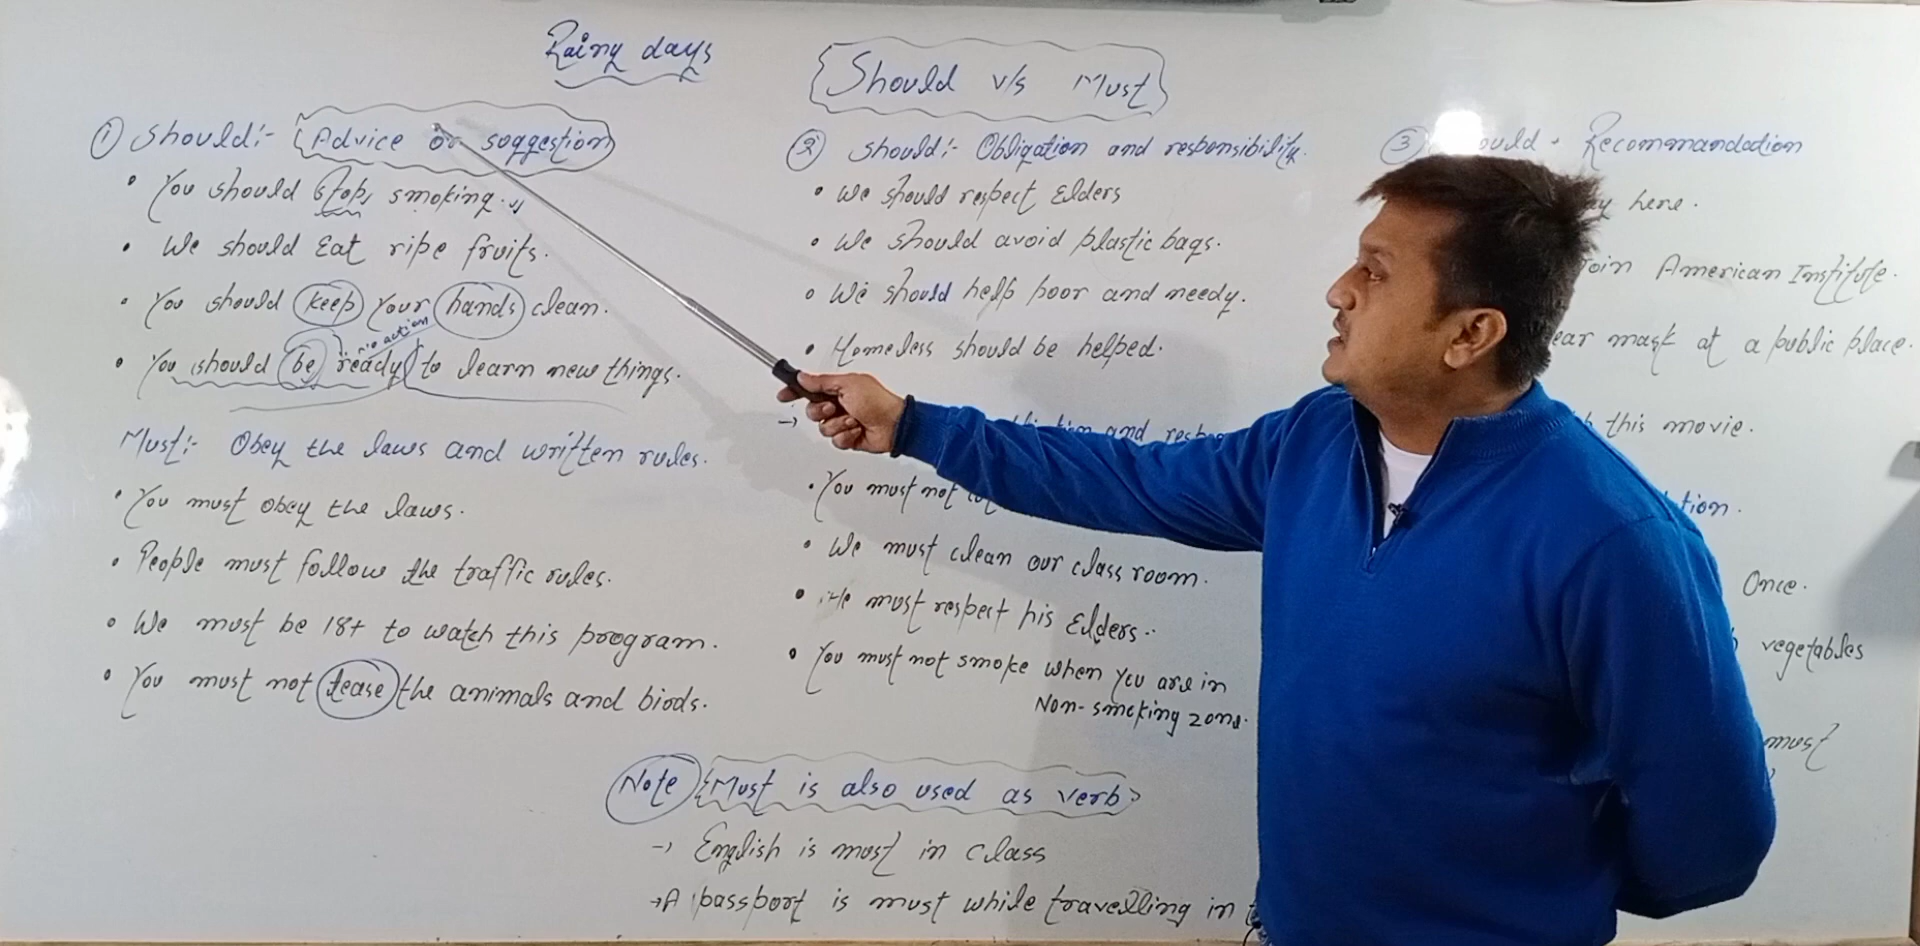 Rainy days
Should v/s Must
① Should:- Advice or suggestion
• You should stop smoking.
• We should Eat ripe fruits.
• You should keep your hands clean.
no action
• You should be ready to learn new things.
Must:- Obey the laws and written rules.
• You must obey the laws.
• People must follow the traffic rules.
• We must be 18+ to watch this program.
• You must not tease the animals and birds.
② Should:- Obligation and responsibility.
• We should respect Elders
• We should avoid plastic bags.
• We should help poor and needy.
• Homeless should be helped.
and
• You must not
• We must clean our class room.
• He must respect his Elders.
• You must not smoke when you are in
Non-smoking zone.
③ Recommandation
here.
American Institute.
mask at a public place.
this movie.
Once.
vegetables
must
Note Must is also used as verb
→ English is must in class
→ A passport is must while travelling in